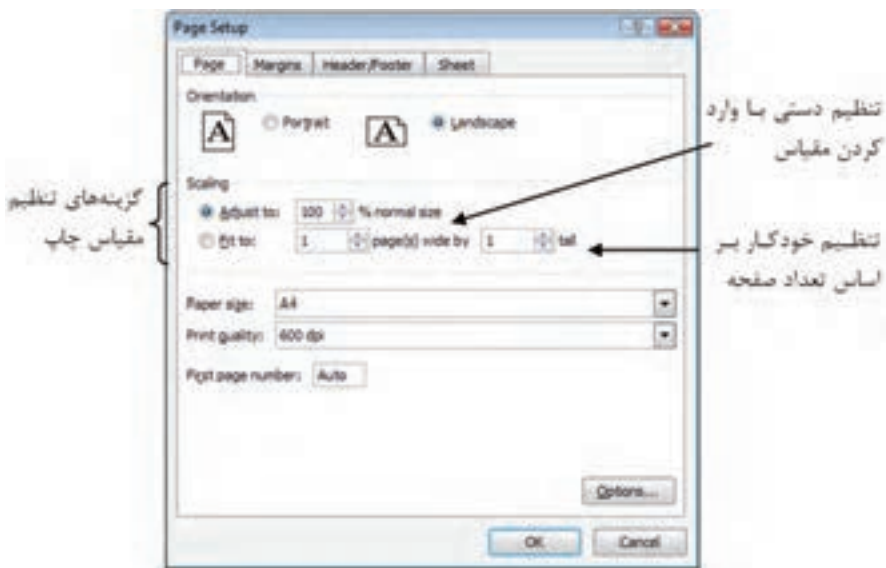 Page Setup
Page Margins Header/Footer Sheet
Orientation
A Portrait A Landscape
Scaling
Adjust to: 100 % normal size
Fit to: 1 page(s) wide by 1 tall
Paper size: A4
Print quality: 600 dpi
First page number: Auto
Options...
OK Cancel
تنظیم دستی با وارد
کردن مقیاس
تنظیم خودکار بر
اساس تعداد صفحه
گزینه‌های تنظیم
مقیاس چاپ